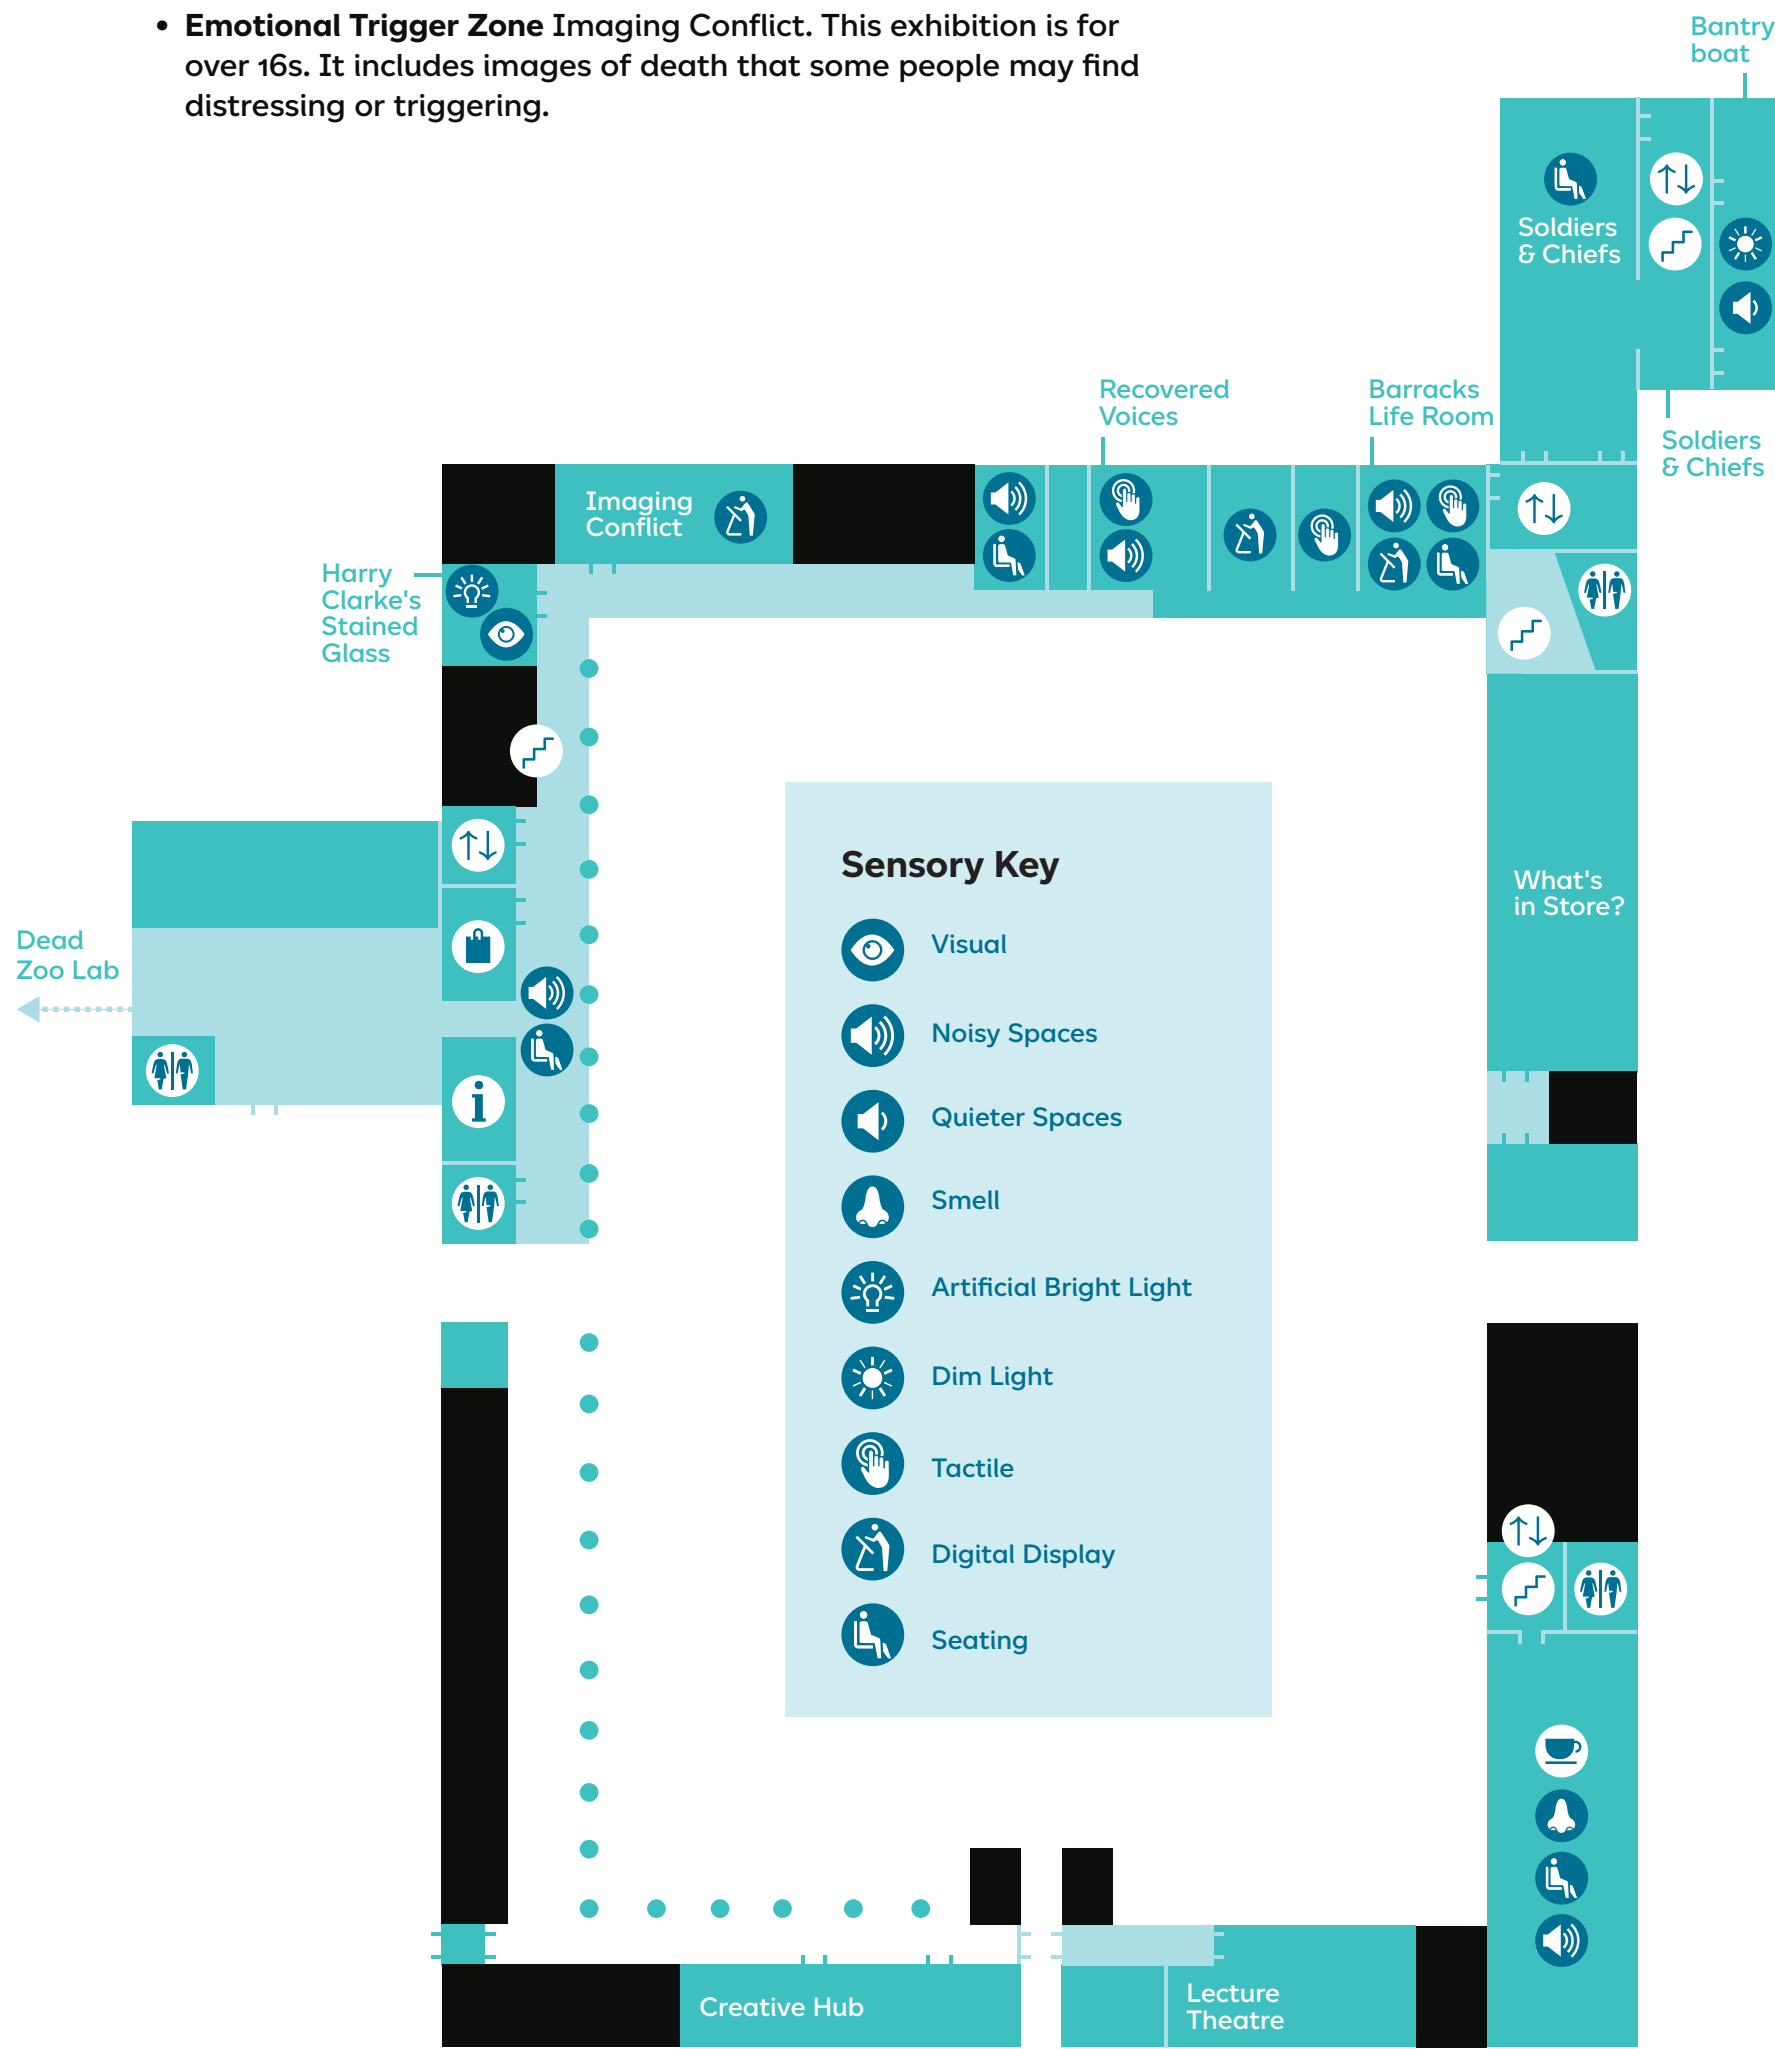 • Emotional Trigger Zone Imaging Conflict. This exhibition is for
over 16s. It includes images of death that some people may find
distressing or triggering.
Bantry
boat
Soldiers
& Chiefs
Recovered
Voices
Barracks
Life Room
Soldiers
& Chiefs
Imaging
Conflict
Harry
Clarke's
Stained
Glass
Sensory Key
Visual
Noisy Spaces
Quieter Spaces
Smell
Artificial Bright Light
Dim Light
Tactile
Digital Display
Seating
What's
in Store?
Dead
Zoo Lab
i
Creative Hub
Lecture
Theatre